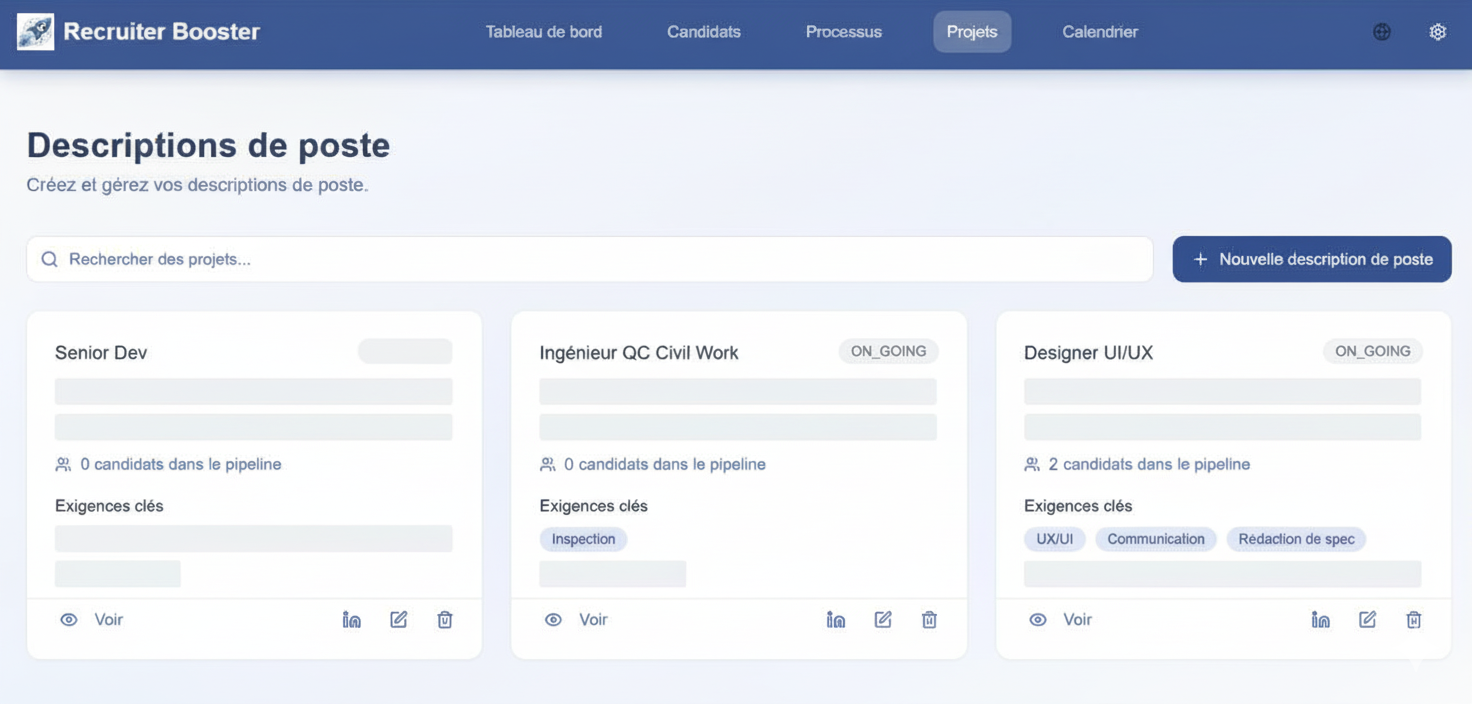 Recruiter Booster
Tableau de bord
Candidats
Processus
Projets
Calendrier
Descriptions de poste
Créez et gérez vos descriptions de poste.
Rechercher des projets...
+ Nouvelle description de poste
Senior Dev
0 candidats dans le pipeline
Exigences clés
Voir
Ingénieur QC Civil Work
ON_GOING
0 candidats dans le pipeline
Exigences clés
Inspection
Voir
Designer UI/UX
ON_GOING
2 candidats dans le pipeline
Exigences clés
UX/UI
Communication
Rédaction de spec
Voir